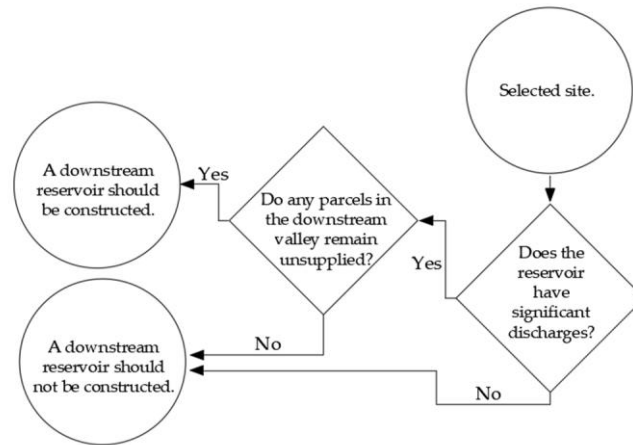 Selected site.
Does the
reservoir
have
significant
discharges?
Yes
No
Do any parcels in
the downstream
valley remain
unsupplied?
Yes
No
A downstream
reservoir should
be constructed.
A downstream
reservoir should
not be constructed.